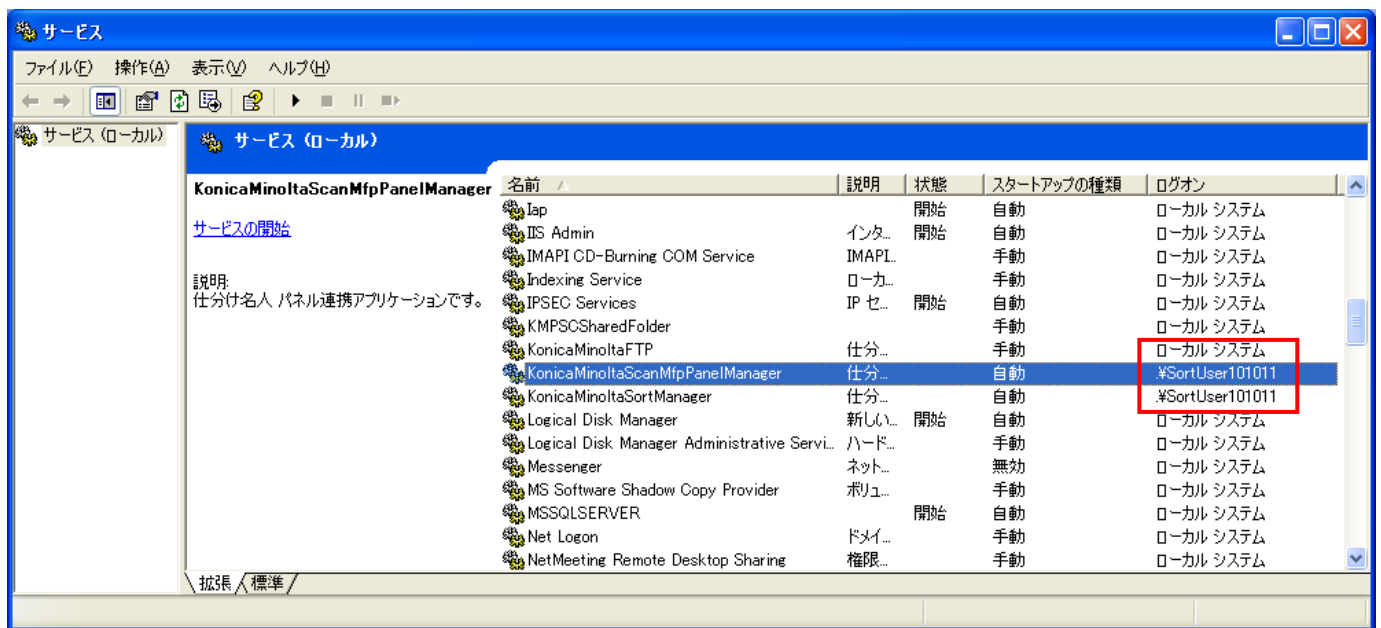 サービス
ファイル(F) 操作(A) 表示(V) ヘルプ(H)
サービス (ローカル)
サービス (ローカル)
KonicaMinoltaScanMfpPanelManager
サービスの開始
説明:
仕分け名人 パネル連携アプリケーションです。
名前 説明 状態 スタートアップの種類 ログオン
Iap 開始 自動 ローカル システム
IIS Admin インタ... 開始 自動 ローカル システム
IMAPI CD-Burning COM Service IMAPI... 手動 ローカル システム
Indexing Service ローカ... 手動 ローカル システム
IPSEC Services IP セ... 開始 自動 ローカル システム
KMPSCSharedFolder 手動 ローカル システム
KonicaMinoltaFTP 仕分... 手動 ローカル システム
KonicaMinoltaScanMfpPanelManager 仕分... 自動 .¥SortUser101011
KonicaMinoltaSortManager 仕分... 自動 .¥SortUser101011
Logical Disk Manager 新しい... 開始 自動 ローカル システム
Logical Disk Manager Administrative Servi... ハード... 手動 ローカル システム
Messenger ネット... 無効 ローカル システム
MS Software Shadow Copy Provider ボリュ... 手動 ローカル システム
MSSQLSERVER 開始 自動 ローカル システム
Net Logon ドメイ... 手動 ローカル システム
NetMeeting Remote Desktop Sharing 権限... 手動 ローカル システム
拡張 標準